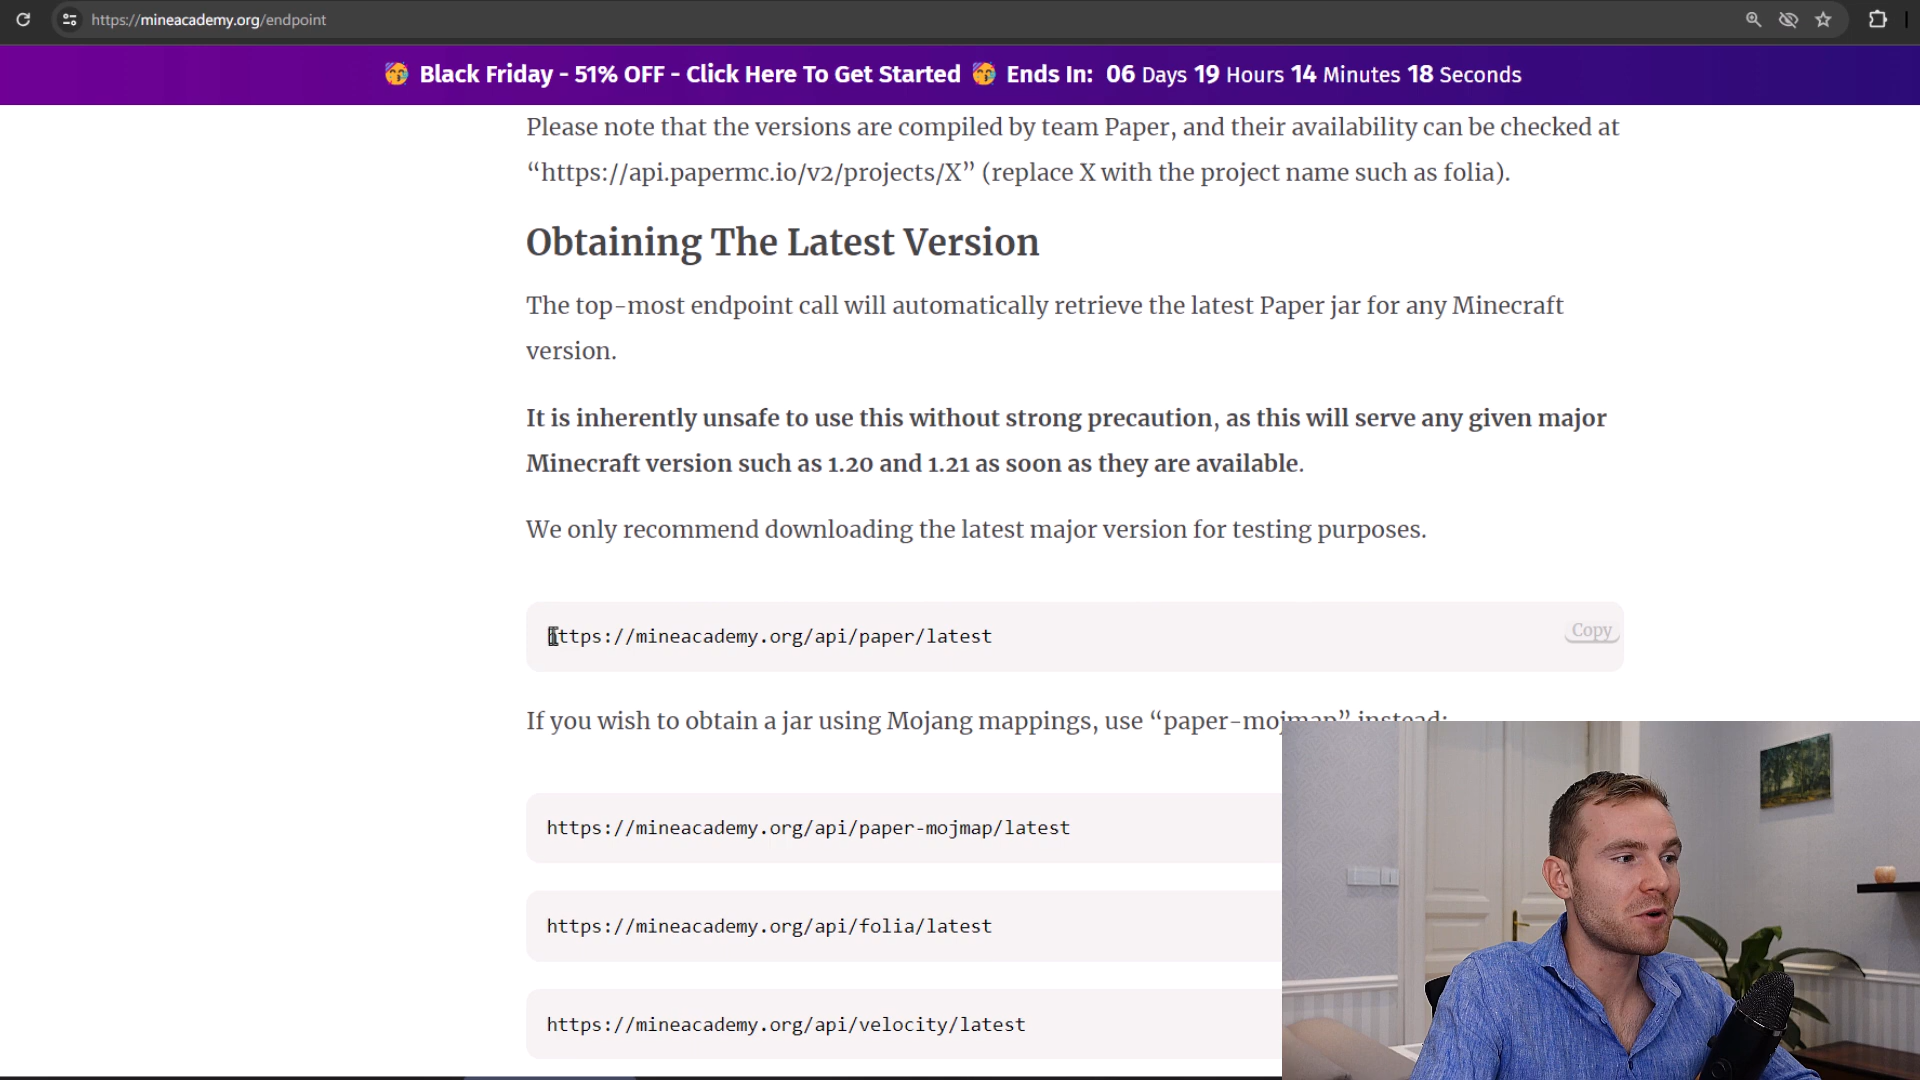 https://mineacademy.org/endpoint
Black Friday - 51% OFF - Click Here To Get Started Ends In: 06 Days 19 Hours 14 Minutes 18 Seconds
Please note that the versions are compiled by team Paper, and their availability can be checked at
“https://api.papermc.io/v2/projects/X” (replace X with the project name such as folia).
Obtaining The Latest Version
The top-most endpoint call will automatically retrieve the latest Paper jar for any Minecraft
version.
It is inherently unsafe to use this without strong precaution, as this will serve any given major
Minecraft version such as 1.20 and 1.21 as soon as they are available.
We only recommend downloading the latest major version for testing purposes.
https://mineacademy.org/api/paper/latest
Copy
If you wish to obtain a jar using Mojang mappings, use “paper-mojmap” instead:
https://mineacademy.org/api/paper-mojmap/latest
https://mineacademy.org/api/folia/latest
https://mineacademy.org/api/velocity/latest